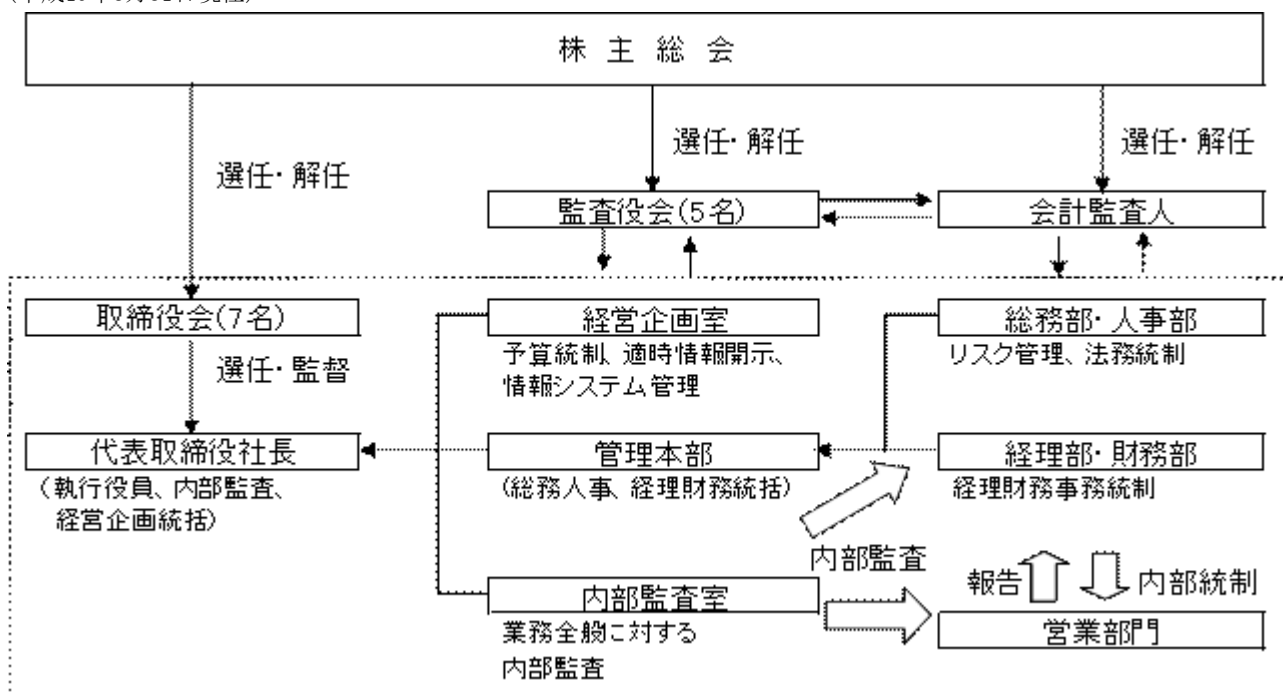 株主総会
選任・解任
選任・解任
選任・解任
監査役会(5名)
会計監査人
取締役会(7名)
経営企画室
予算統制、適時情報開示、
情報システム管理
総務部・人事部
リスク管理、法務統制
選任・監督
代表取締役社長
(執行役員、内部監査、
経営企画統括)
管理本部
(総務人事、経理財務統括)
経理部・財務部
経理財務事務統制
内部監査
報告
内部統制
内部監査室
業務全般に対する
内部監査
営業部門